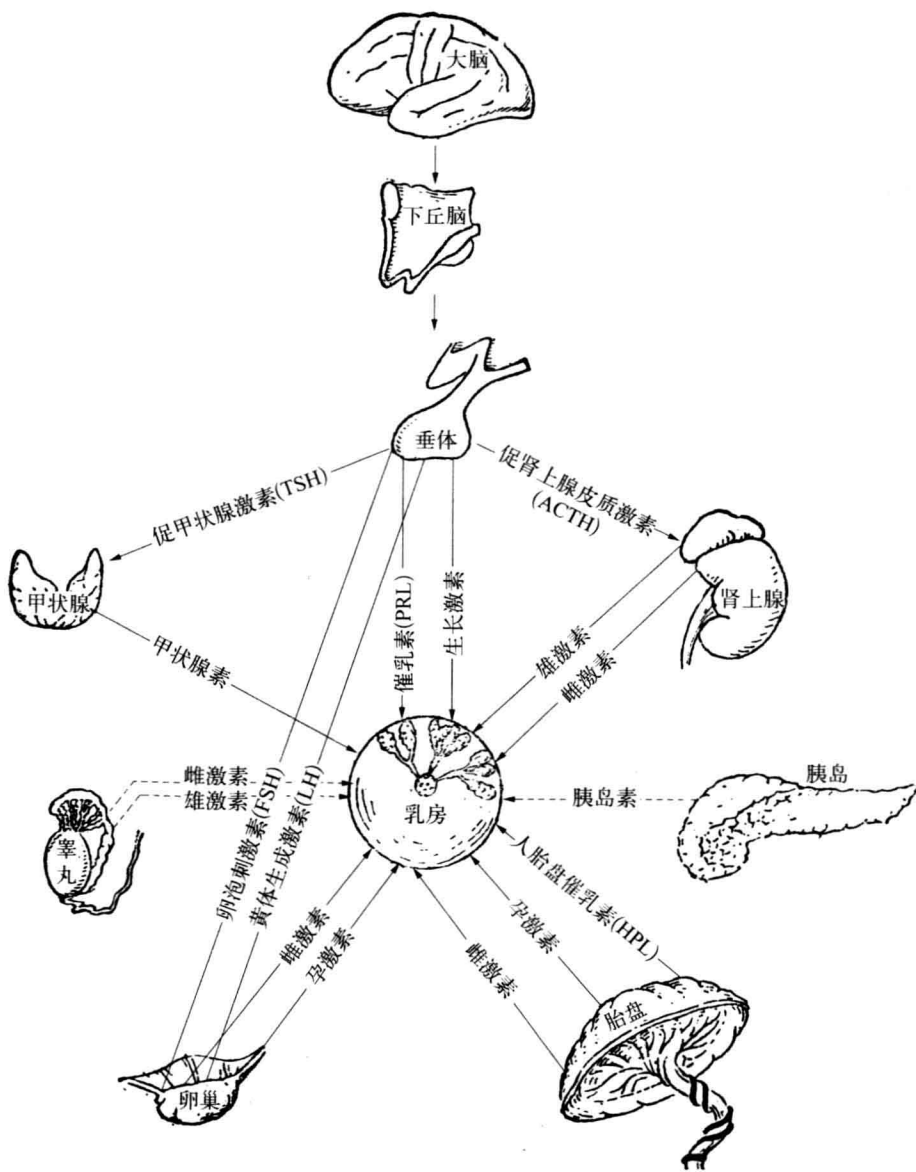 大脑
下丘脑
垂体
促甲状腺激素(TSH)
促肾上腺皮质激素
(ACTH)
甲状腺
肾上腺
甲状腺素
催乳素(PRL)
生长激素
雄激素
雌激素
雌激素
雄激素
睾丸
卵泡刺激素(FSH)
黄体生成激素(LH)
乳房
胰岛素
胰岛
雌激素
孕激素
雌激素
孕激素
人胎盘催乳素(HPL)
卵巢
胎盘